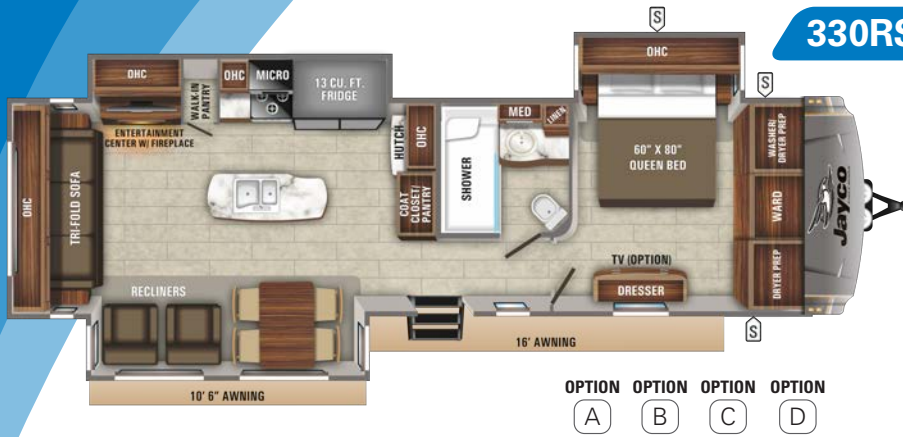 S
330RS
OHC
S
OHC
OHC
MICRO
13 CU. FT.
FRIDGE
WALK-IN
PANTRY
ENTERTAINMENT
CENTER W/ FIREPLACE
HUTCH
OHC
MED
LINEN
SHOWER
60" X 80"
QUEEN BED
WASHER/
DRYER PREP
WARD
DRYER PREP
Jayco
OHC
TRI-FOLD SOFA
COAT
CLOSET/
PANTRY
TV (OPTION)
DRESSER
RECLINERS
S
16' AWNING
10' 6" AWNING
OPTION OPTION OPTION OPTION
A B C D